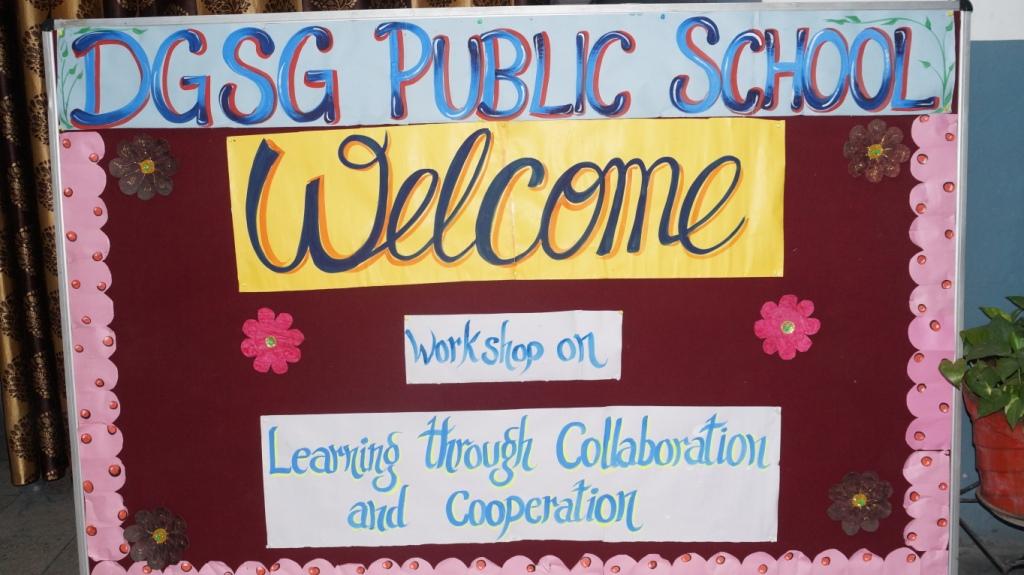 DGSG PUBLIC SCHOOL
Welcome
Workshop on
Learning through Collaboration
and Cooperation